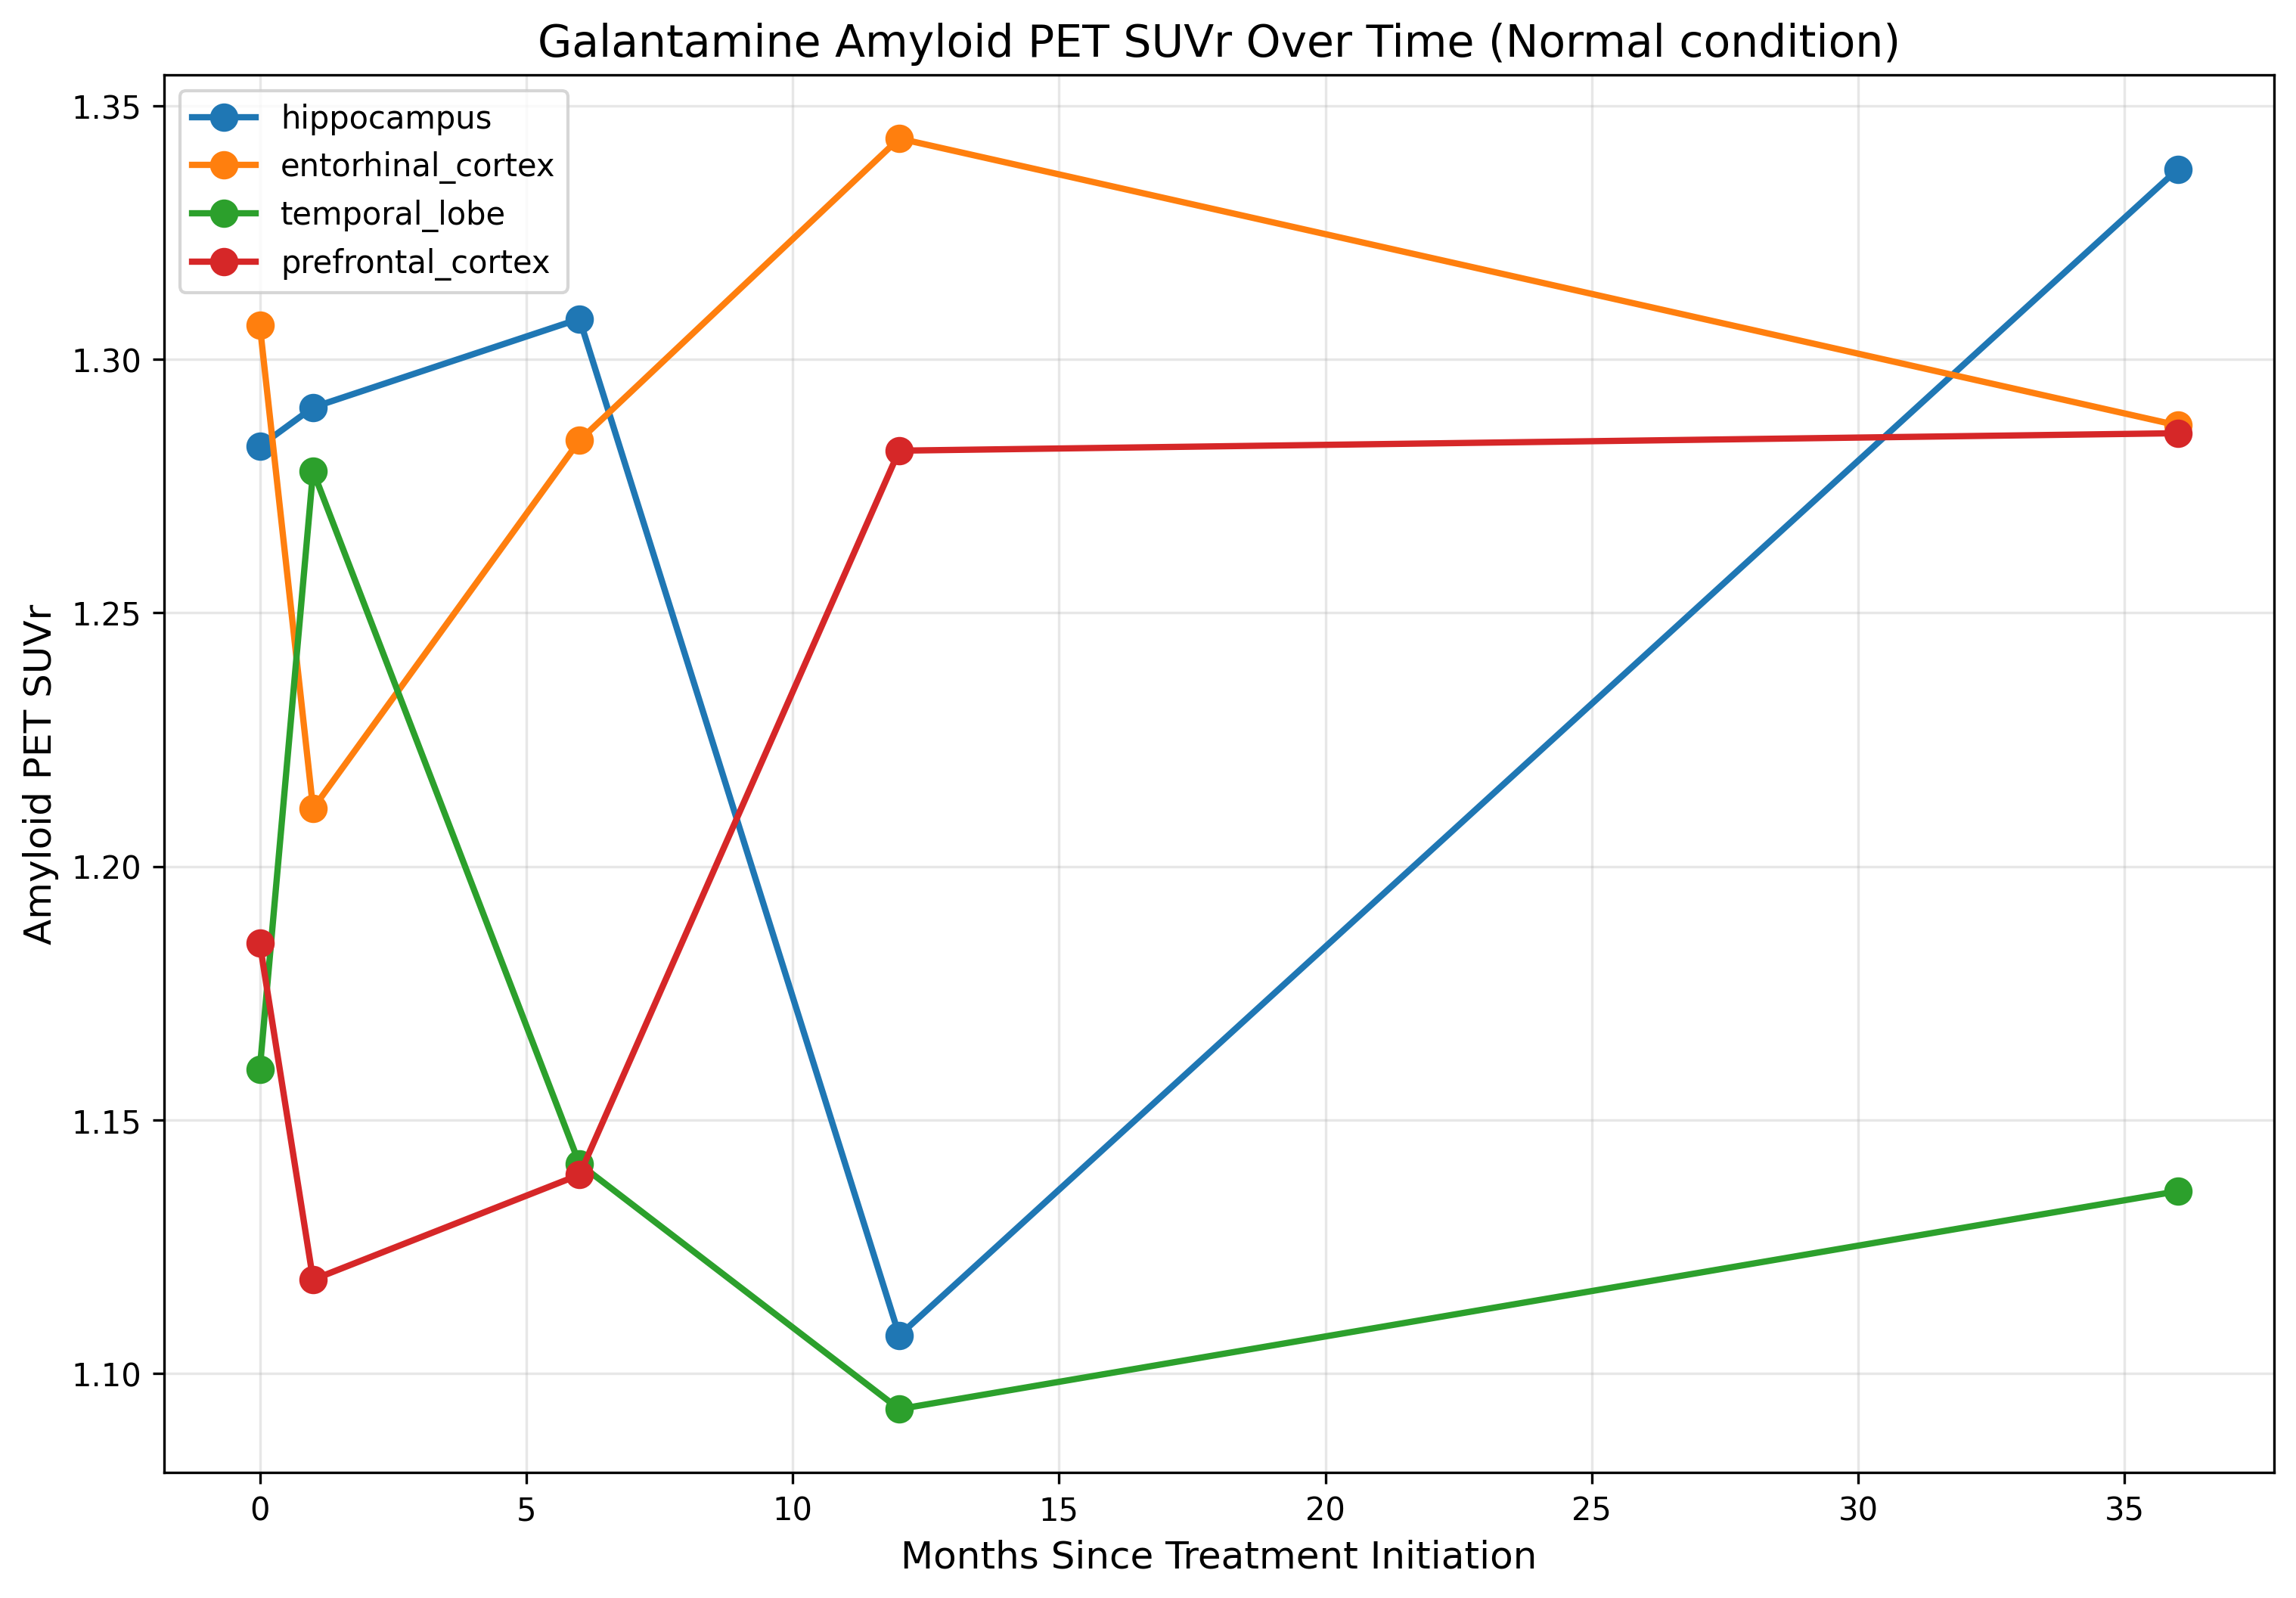 Galantamine Amyloid PET SUVr Over Time (Normal condition)
hippocampus
entorhinal_cortex
temporal_lobe
prefrontal_cortex
Amyloid PET SUVr
1.35
1.30
1.25
1.20
1.15
1.10
0 5 10 15 20 25 30 35
Months Since Treatment Initiation